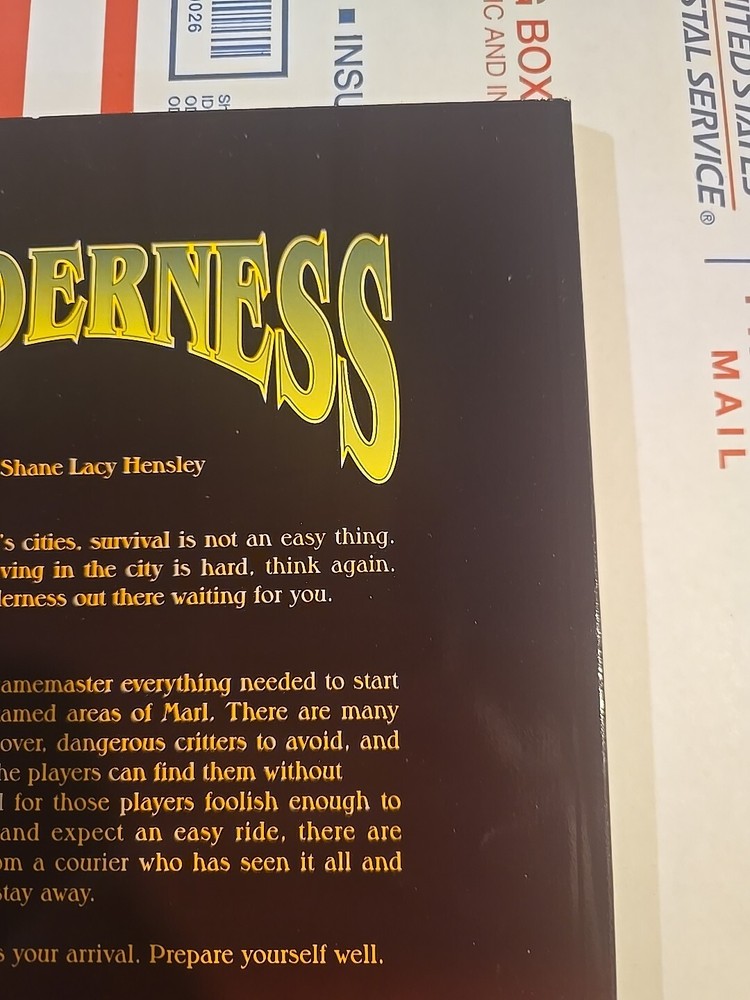 026
INSU
G BOX
IC AND IN
UNITED STATES
STAL SERVICE®
MAIL
DERNESS
Shane Lacy Hensley
's cities, survival is not an easy thing.
ving in the city is hard, think again.
lerness out there waiting for you.
amemaster everything needed to start
amed areas of Marl. There are many
over, dangerous critters to avoid, and
he players can find them without
l for those players foolish enough to
and expect an easy ride, there are
om a courier who has seen it all and
stay away.
s your arrival. Prepare yourself well.